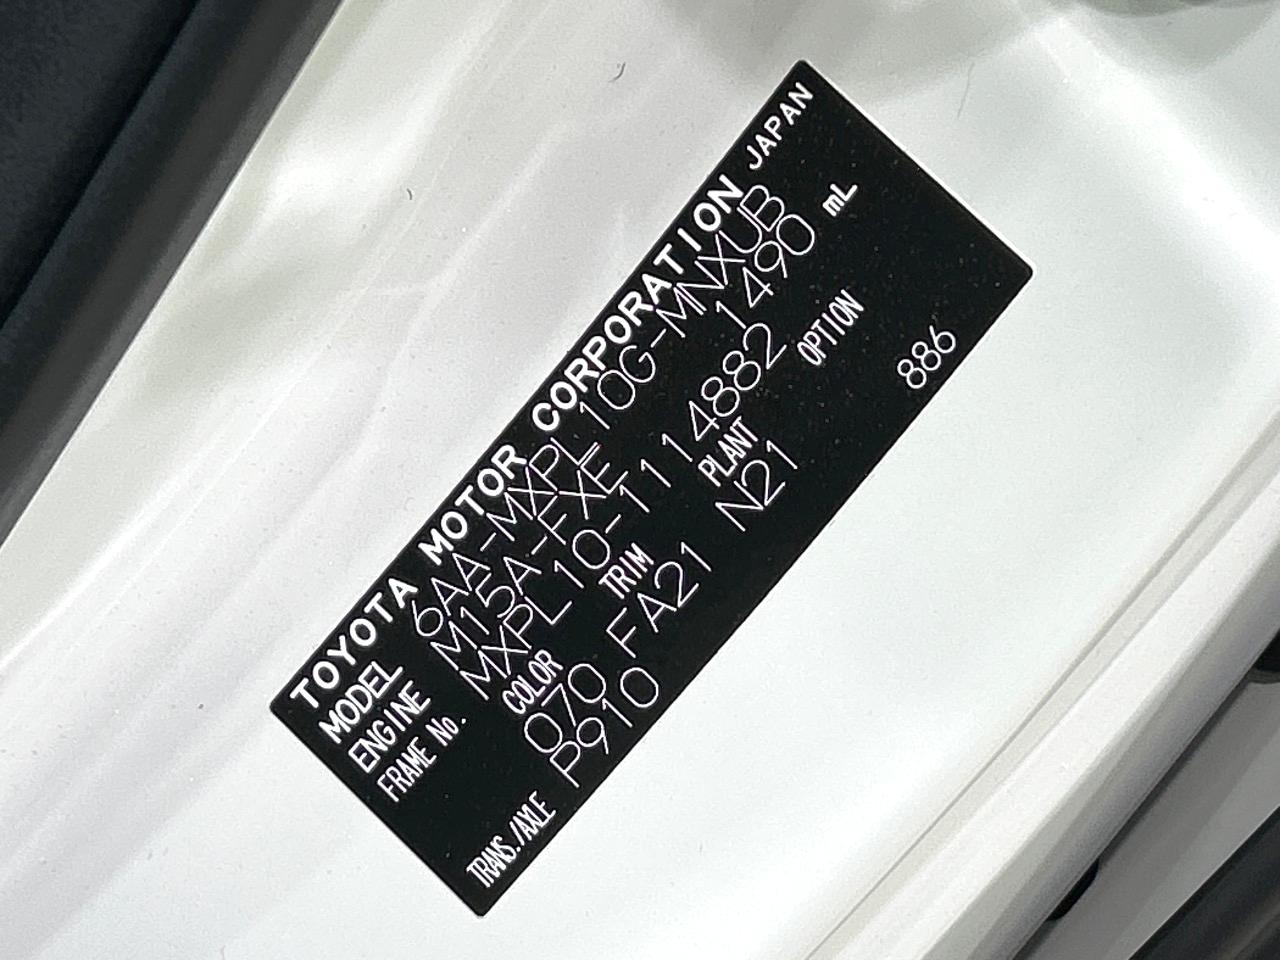 TOYOTA MOTOR CORPORATION JAPAN
MODEL 6AA-MXPL10G-MNXUB
ENGINE M15A-FXE 1490 mL
FRAME No. MXPL10-1114882
COLOR TRIM PLANT OPTION
070 FA21 N21
TRANS./AXLE P910 886